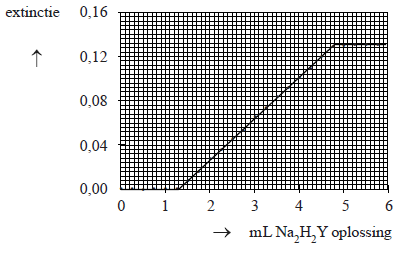 extinctie
0,16
0,12
0,08
0,04
0,00
0 1 2 3 4 5 6
→ mL Na₂H₂Y oplossing